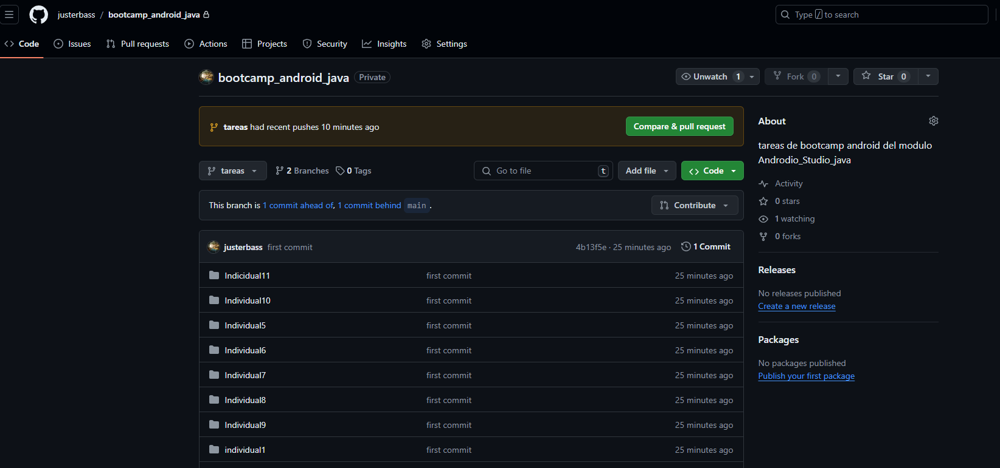 justerbass / bootcamp_android_java
Type / to search
Code Issues Pull requests Actions Projects Security Insights Settings
bootcamp_android_java Private
Unwatch 1 Fork 0 Star 0
tareas had recent pushes 10 minutes ago
Compare & pull request
tareas 2 Branches 0 Tags Go to file t Add file Code
This branch is 1 commit ahead of, 1 commit behind main .
Contribute
justerbass first commit 4b13f5e · 25 minutes ago 1 Commit
Indicidual11 first commit 25 minutes ago
Individual10 first commit 25 minutes ago
Individual5 first commit 25 minutes ago
Individual6 first commit 25 minutes ago
Individual7 first commit 25 minutes ago
Individual8 first commit 25 minutes ago
Individual9 first commit 25 minutes ago
individual1 first commit 25 minutes ago
About
tareas de bootcamp android del modulo
Androdio_Studio_java
Activity
0 stars
1 watching
0 forks
Releases
No releases published
Create a new release
Packages
No packages published
Publish your first package